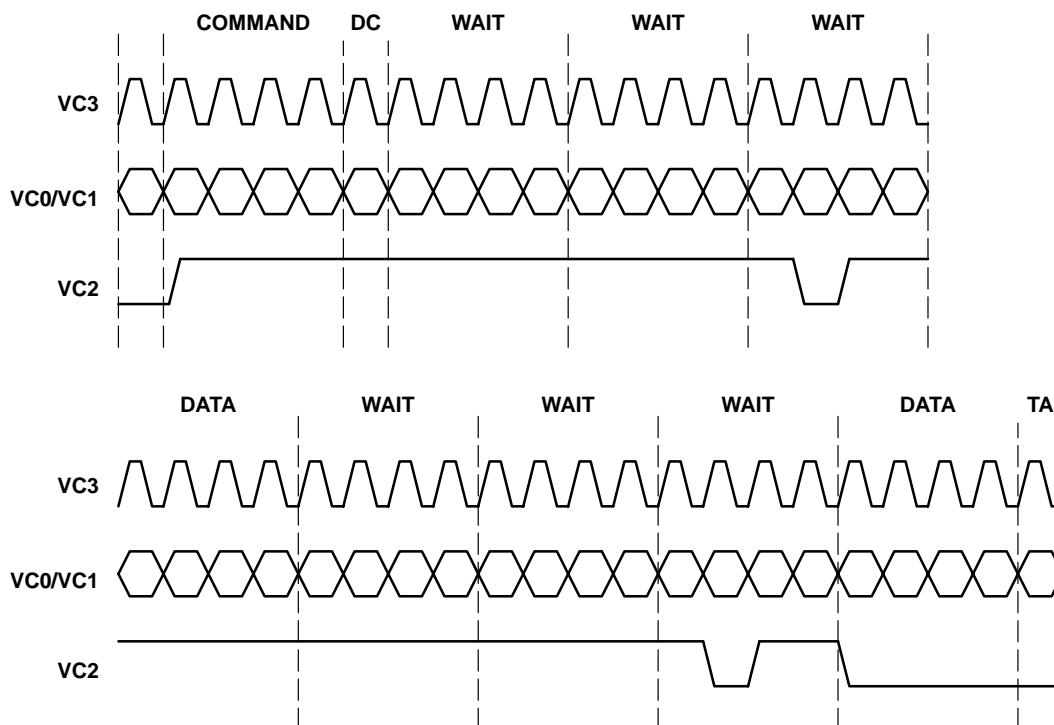 COMMAND DC WAIT WAIT WAIT
VC3
VC0/VC1
VC2
DATA WAIT WAIT WAIT DATA TA
VC3
VC0/VC1
VC2